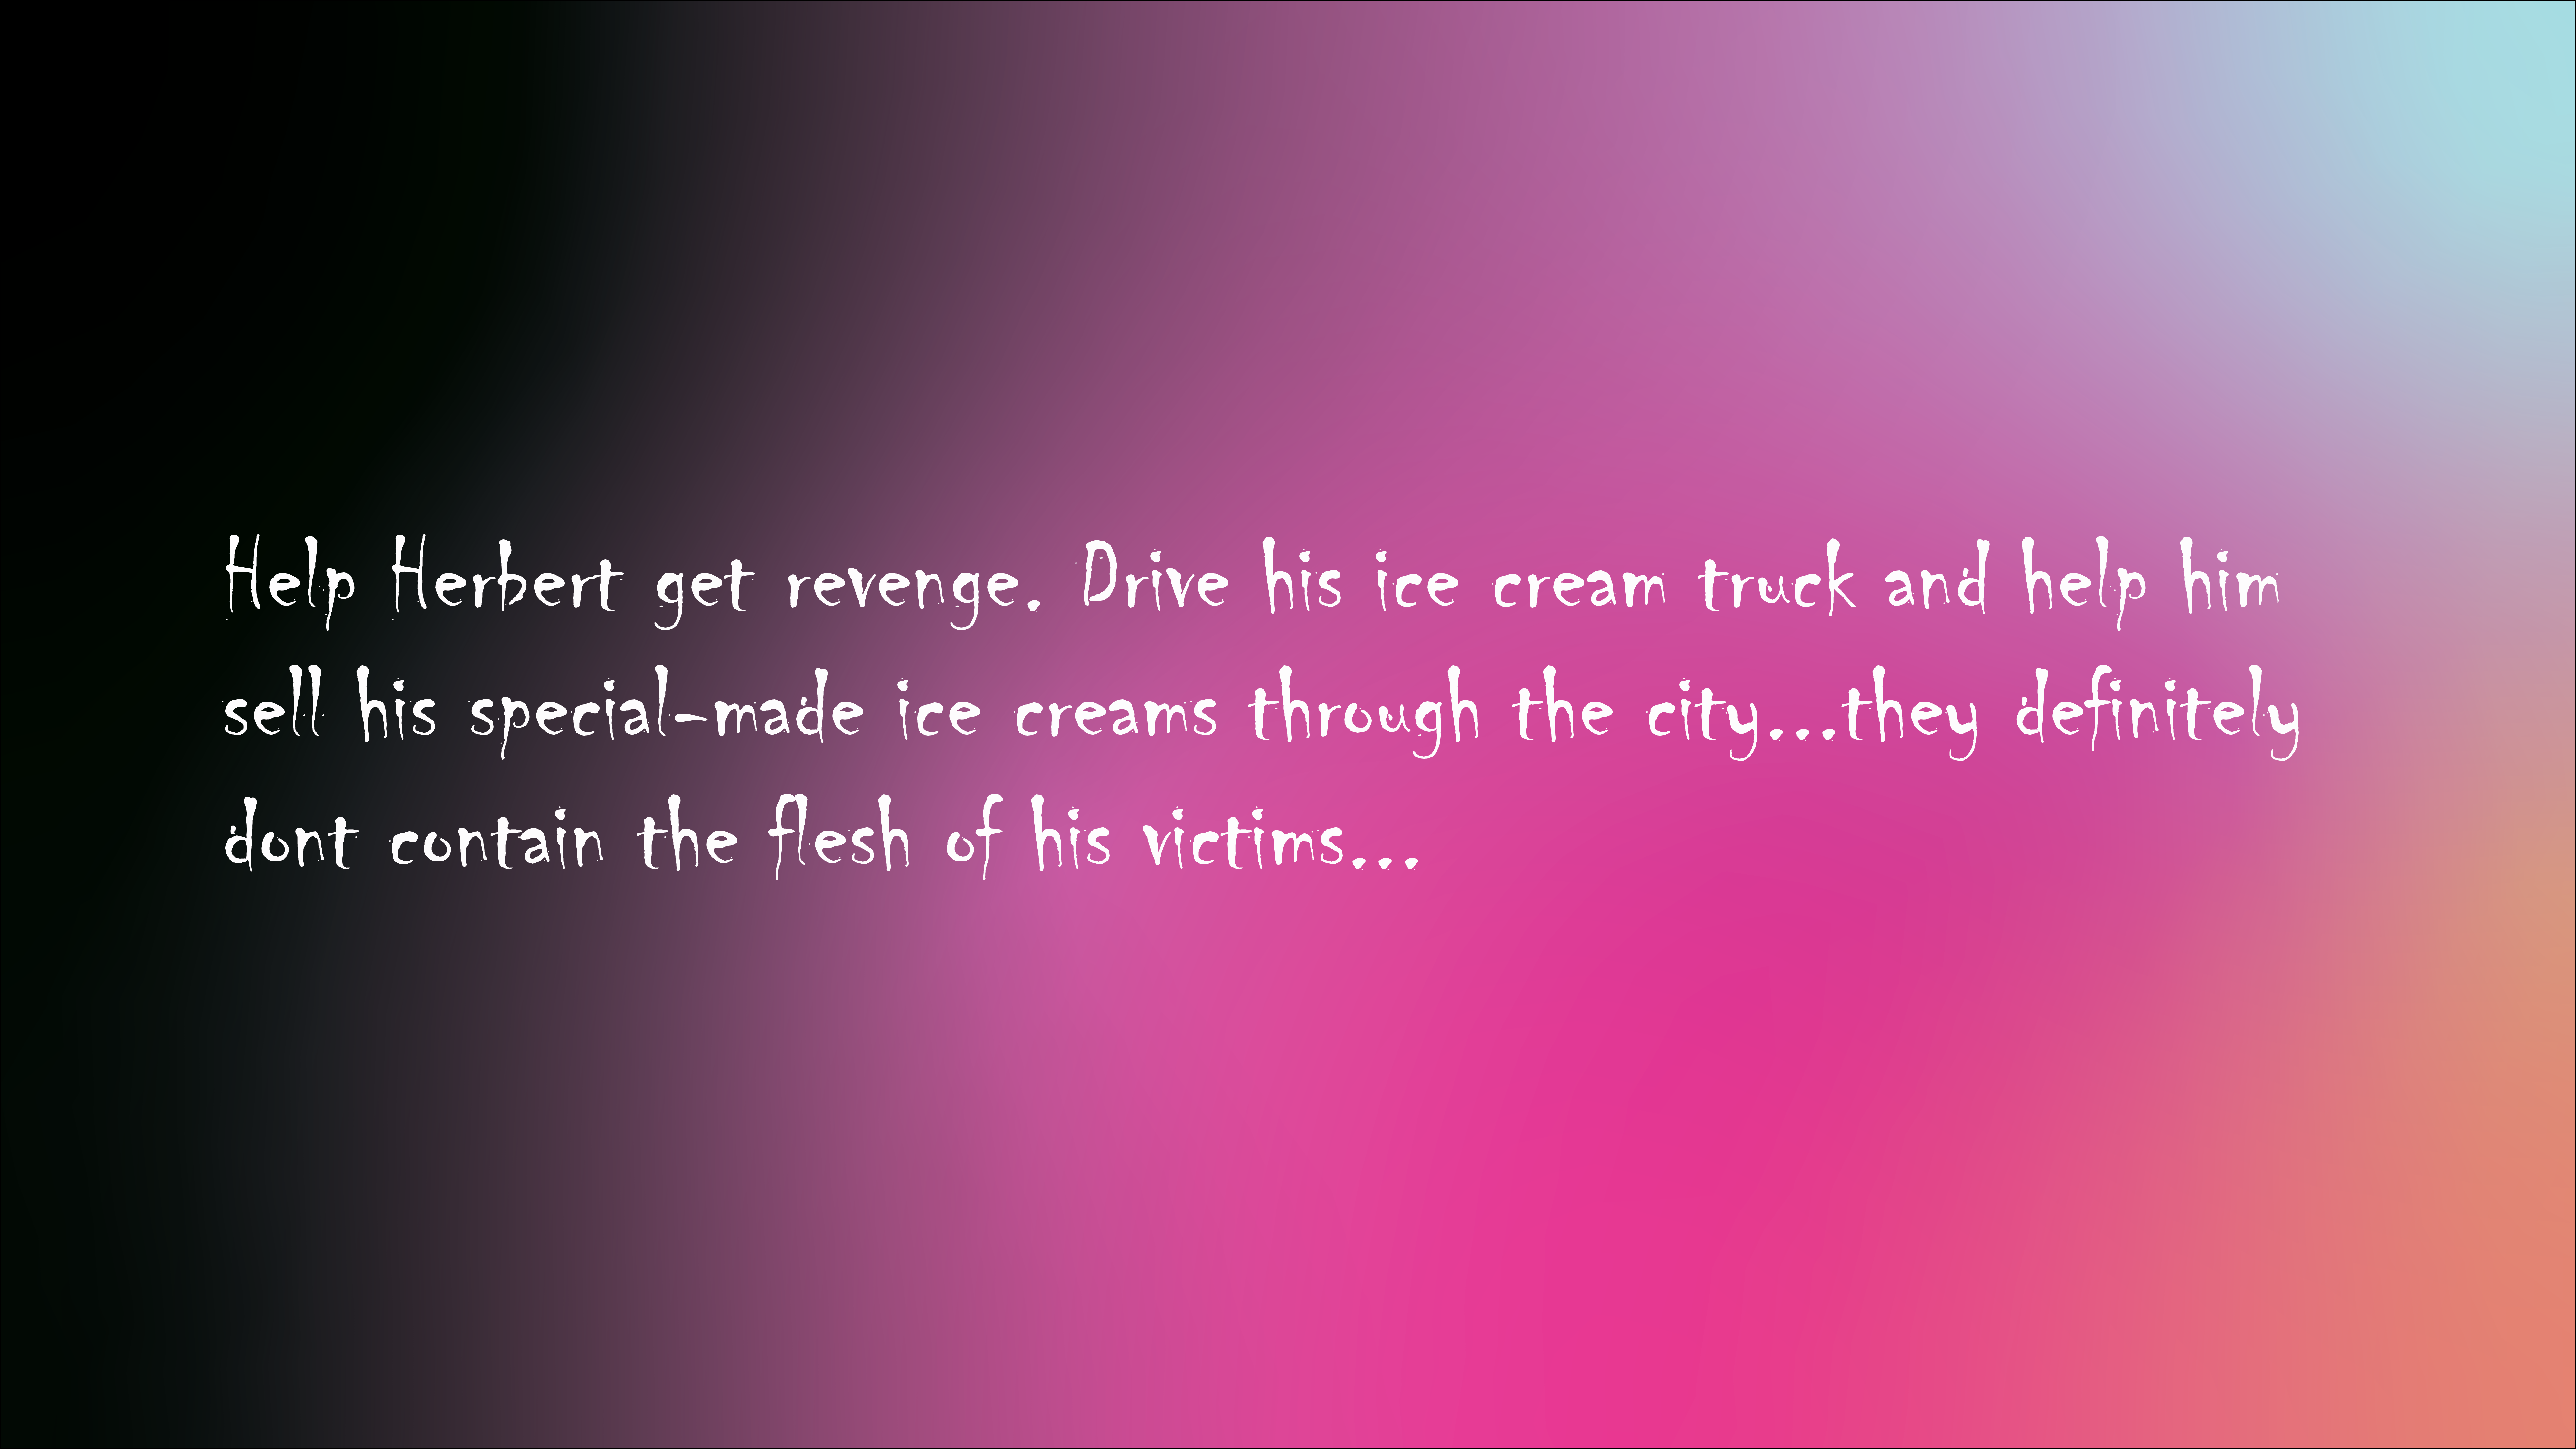 Help Herbert get revenge. Drive his ice cream truck and help him
sell his special-made ice creams through the city...they definitely
dont contain the flesh of his victims...